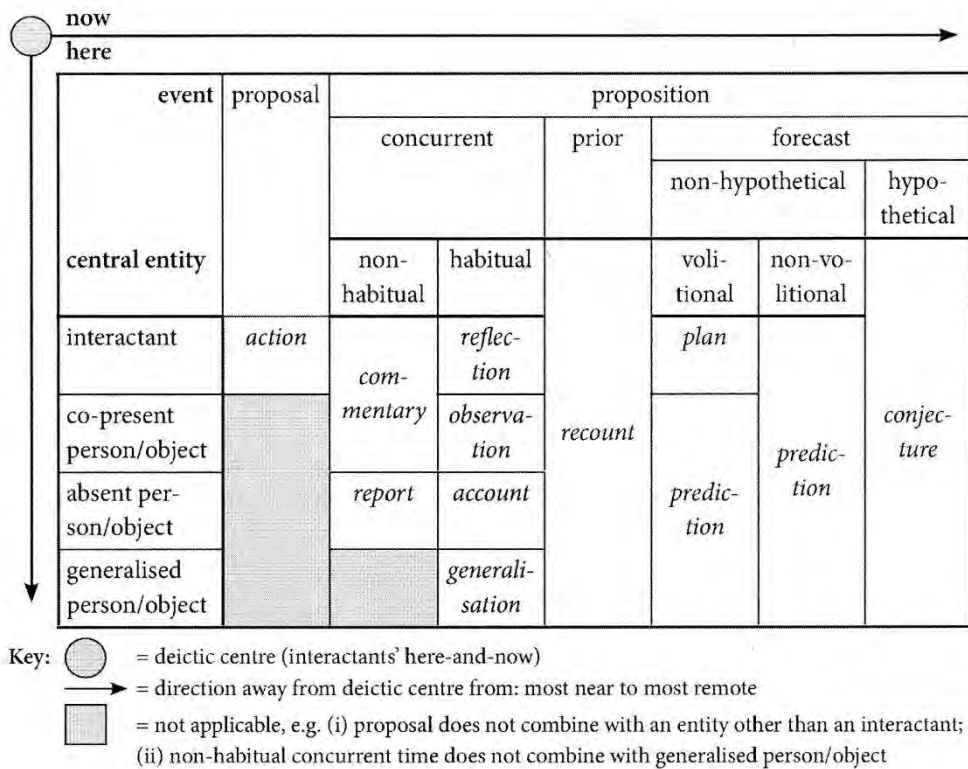 now
here
event proposal proposition
concurrent prior forecast
non-hypothetical hypo-
thetical
central entity non- habitual voli- non-vo-
habitual tional litional
interactant action reflec- plan
tion
com-
mentary
co-present observa-
person/object tion
recount conjec-
ture
predic-
tion
absent per- report account predic-
son/object tion
generalised generali-
person/object sation
Key: = deictic centre (interactants' here-and-now)
= direction away from deictic centre from: most near to most remote
= not applicable, e.g. (i) proposal does not combine with an entity other than an interactant;
(ii) non-habitual concurrent time does not combine with generalised person/object